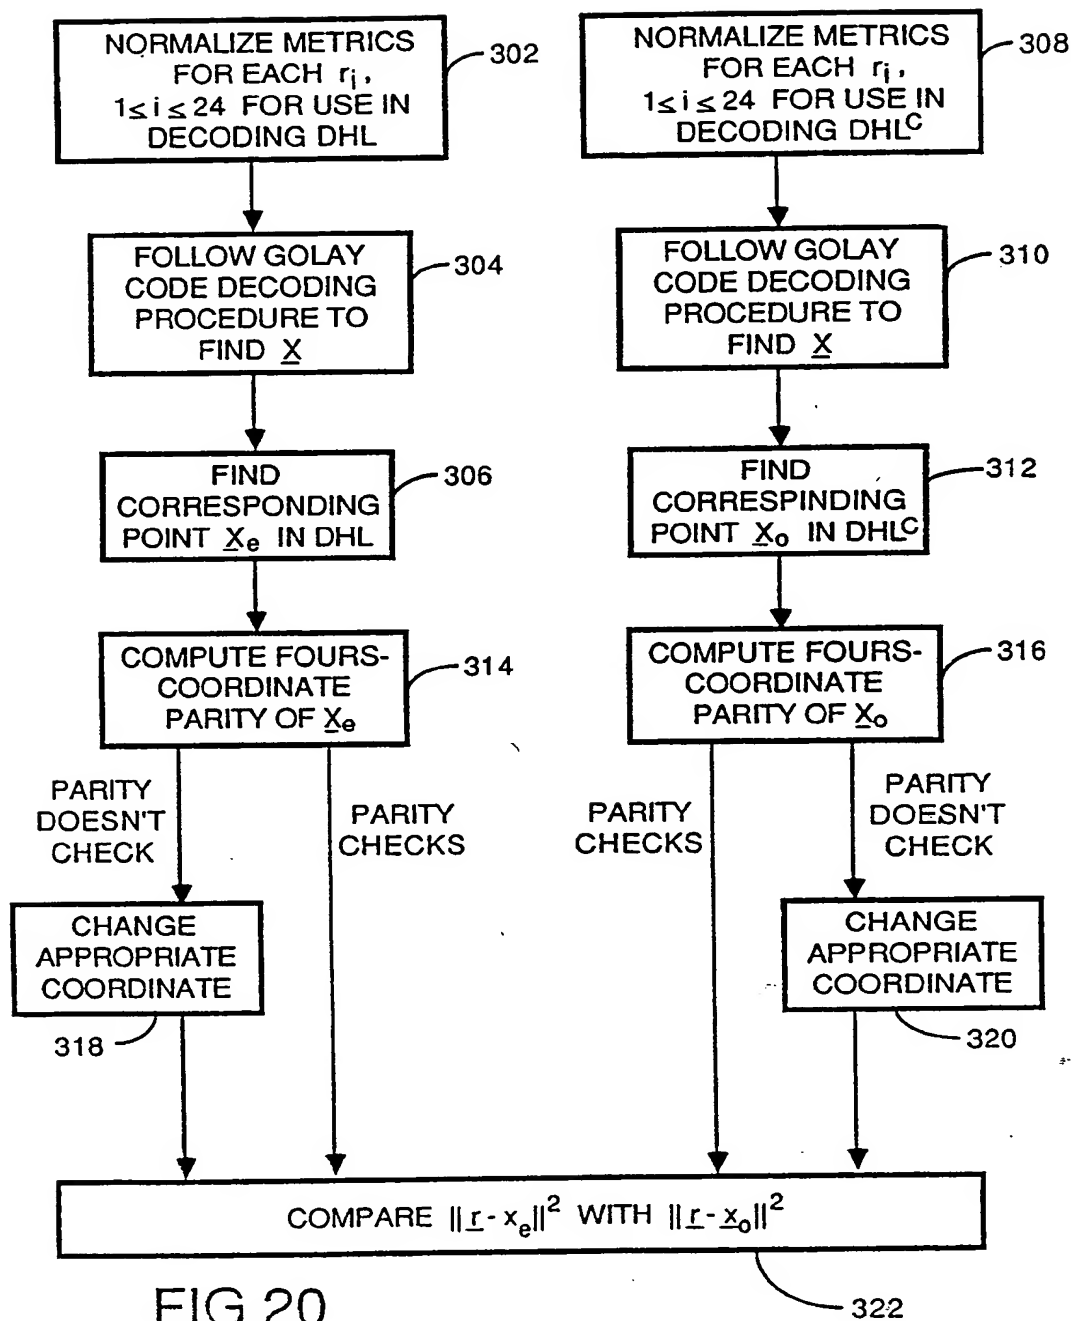 NORMALIZE METRICS
FOR EACH ri,
1≤ i ≤ 24 FOR USE IN
DECODING DHL
302
FOLLOW GOLAY
CODE DECODING
PROCEDURE TO
FIND X
304
FIND
CORRESPONDING
POINT Xe IN DHL
306
COMPUTE FOURS-
COORDINATE
PARITY OF Xe
314
PARITY
DOESN'T
CHECK
PARITY
CHECKS
CHANGE
APPROPRIATE
COORDINATE
318
NORMALIZE METRICS
FOR EACH ri,
1≤ i ≤ 24 FOR USE IN
DECODING DHLC
308
FOLLOW GOLAY
CODE DECODING
PROCEDURE TO
FIND X
310
FIND
CORRESPINDING
POINT Xo IN DHLC
312
COMPUTE FOURS-
COORDINATE
PARITY OF Xo
316
PARITY
CHECKS
PARITY
DOESN'T
CHECK
CHANGE
APPROPRIATE
COORDINATE
320
COMPARE ||r - xe||2 WITH ||r - xo||2
322
FIG 20